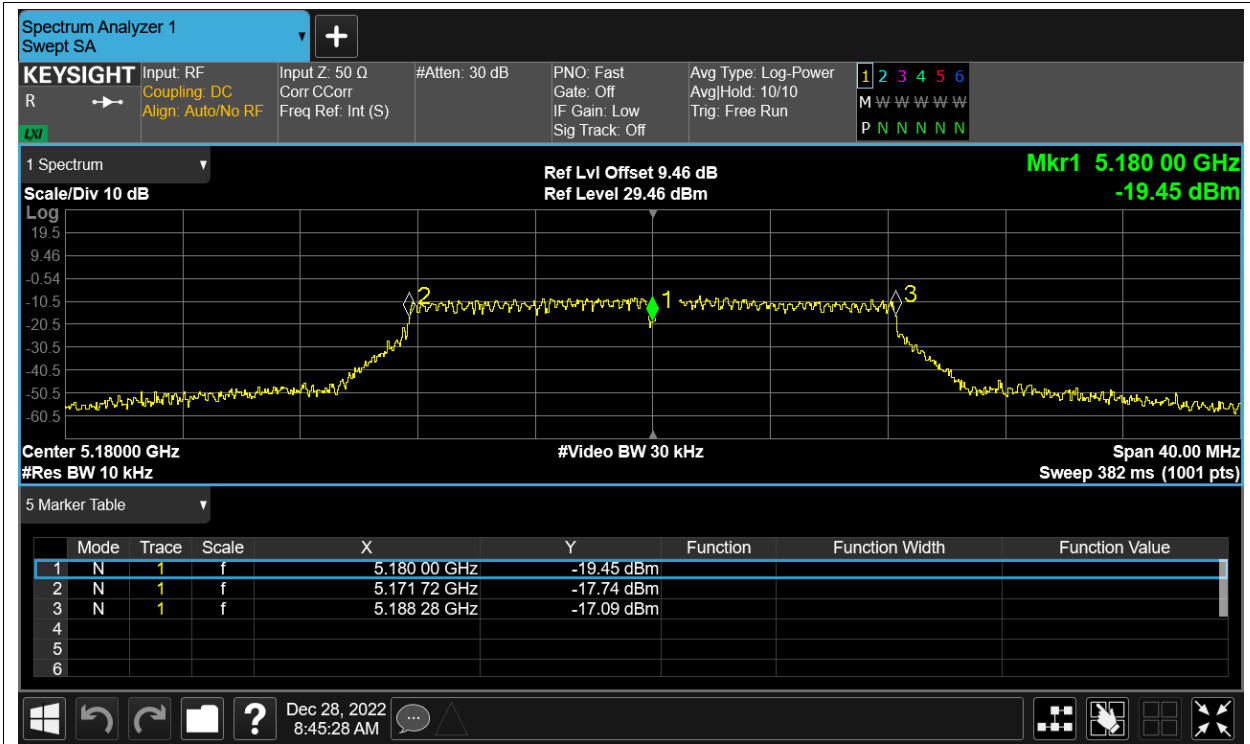 Spectrum Analyzer 1
Swept SA
KEYSIGHT
R
LXI
Input: RF
Coupling: DC
Align: Auto/No RF
Input Z: 50 Ω
Corr CCorr
Freq Ref: Int (S)
#Atten: 30 dB
PNO: Fast
Gate: Off
IF Gain: Low
Sig Track: Off
Avg Type: Log-Power
Avg|Hold: 10/10
Trig: Free Run
1 2 3 4 5 6
M W W W W W W
P N N N N N N
1 Spectrum
Scale/Div 10 dB
Ref Lvl Offset 9.46 dB
Ref Level 29.46 dBm
Mkr1 5.180 00 GHz
-19.45 dBm
Log
19.5
9.46
-0.54
-10.5
-20.5
-30.5
-40.5
-50.5
-60.5
2
1
3
Center 5.18000 GHz
#Video BW 30 kHz
Span 40.00 MHz
#Res BW 10 kHz
Sweep 382 ms (1001 pts)
5 Marker Table
Mode Trace Scale X Y Function Function Width Function Value
1 N 1 f 5.180 00 GHz -19.45 dBm
2 N 1 f 5.171 72 GHz -17.74 dBm
3 N 1 f 5.188 28 GHz -17.09 dBm
4
5
6
?
Dec 28, 2022
8:45:28 AM